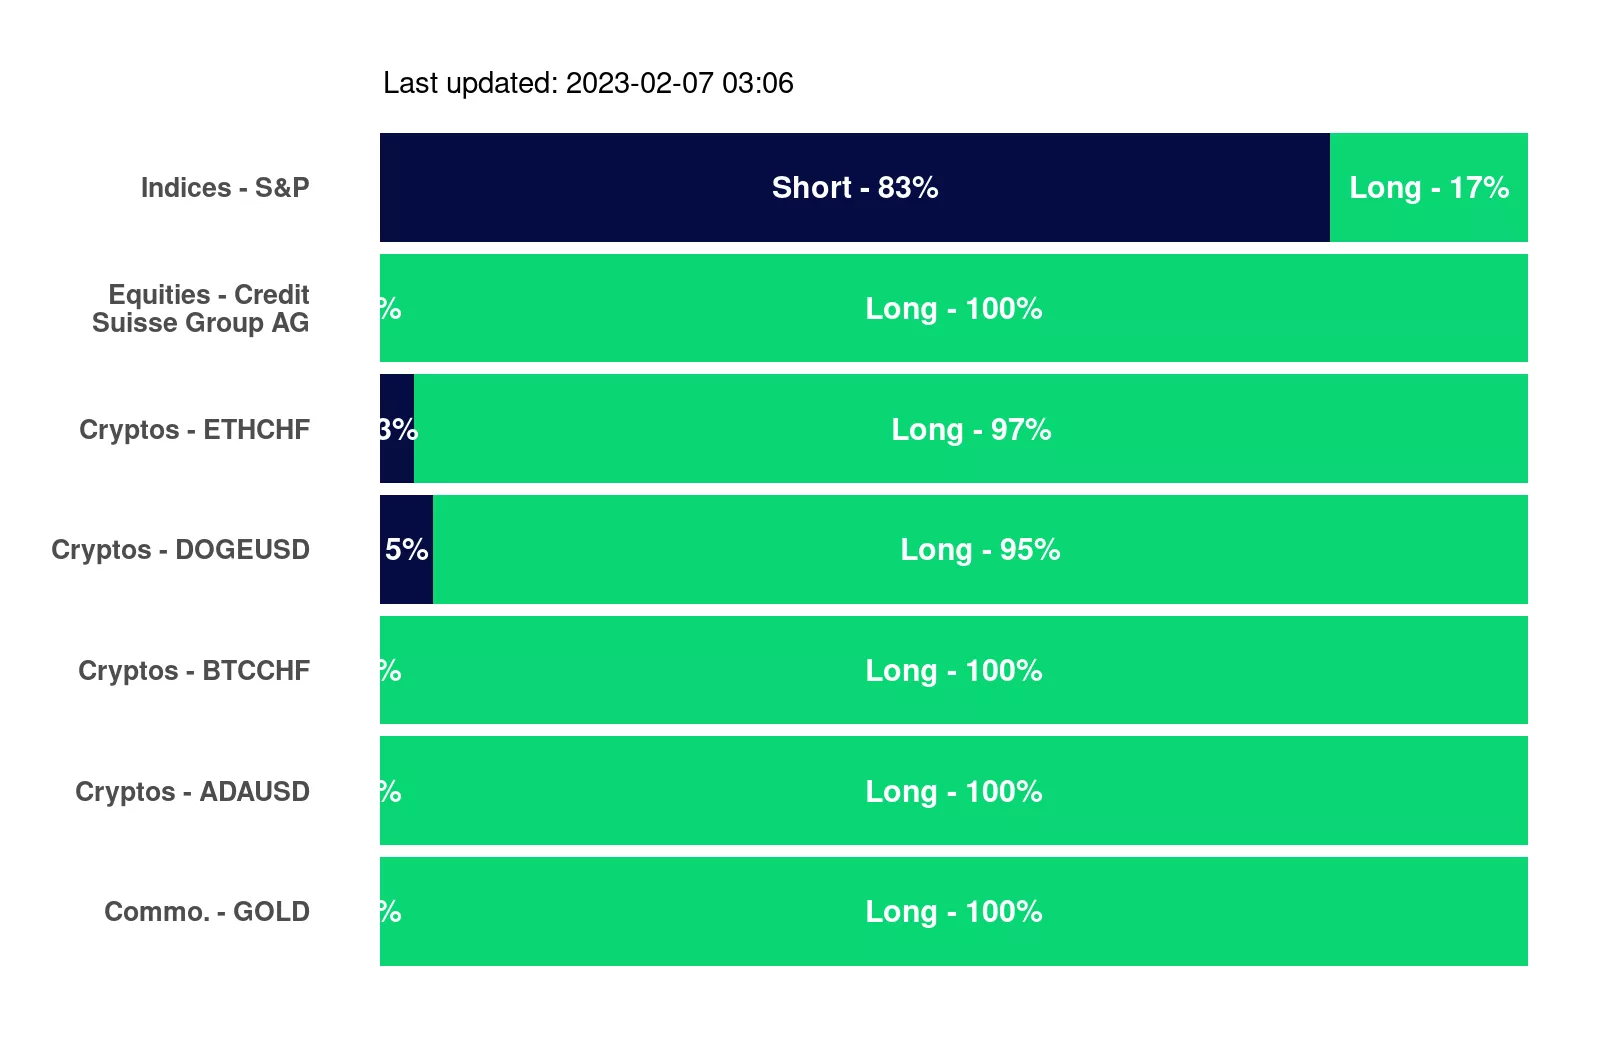 Last updated: 2023-02-07 03:06
Indices - S&P
Short - 83%
Long - 17%
Equities - Credit
Suisse Group AG
%
Long - 100%
Cryptos - ETHCHF
3%
Long - 97%
Cryptos - DOGEUSD
5%
Long - 95%
Cryptos - BTCCHF
%
Long - 100%
Cryptos - ADAUSD
%
Long - 100%
Commo. - GOLD
%
Long - 100%